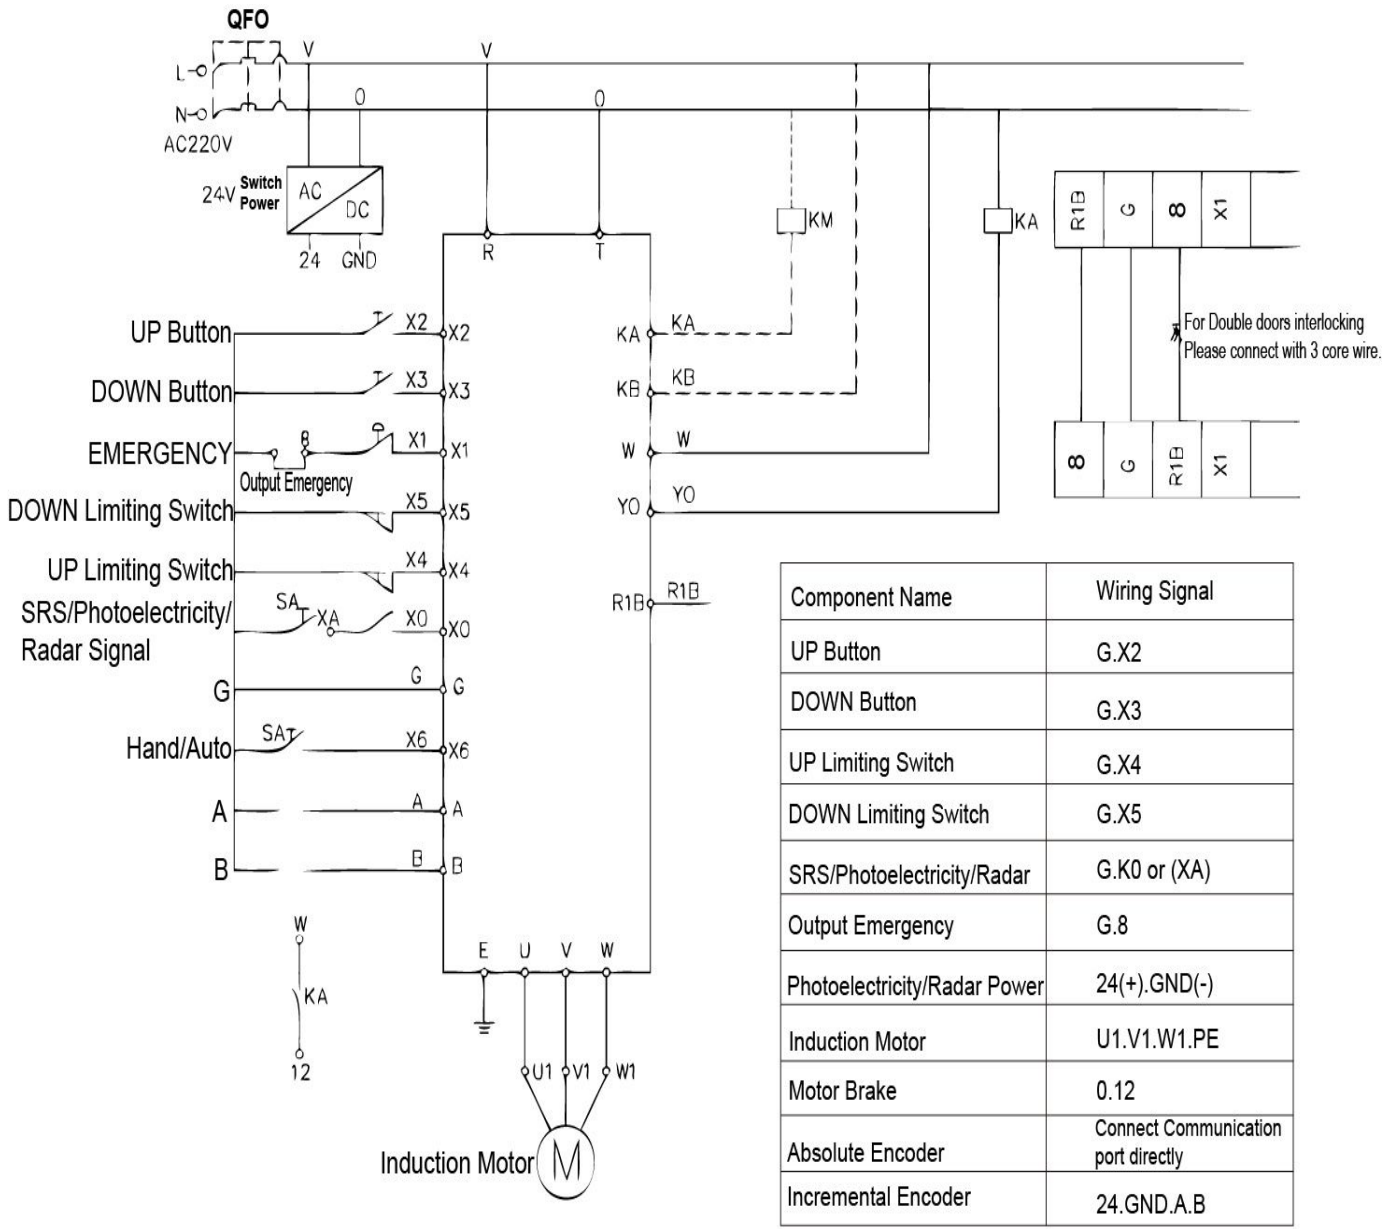 QFO
V
V
L
O
O
N
AC220V
24V
Switch
Power
AC
DC
24
GND
R
T
KM
KA
R1B
G
8
X1
For Double doors interlocking
Please connect with 3 core wire.
8
G
R1B
X1
UP Button
X2
X2
DOWN Button
X3
X3
EMERGENCY
8
X1
X1
Output Emergency
DOWN Limiting Switch
X5
X5
UP Limiting Switch
X4
X4
SRS/Photoelectricity/
Radar Signal
SA
XA
X0
X0
G
G
G
Hand/Auto
SA
X6
X6
A
A
A
B
B
B
KA
KA
KB
KB
W
W
YO
YO
R1B
R1B
W
KA
12
E
U
V
W
U1
V1
W1
Induction Motor
M
Component Name
Wiring Signal
UP Button
G.X2
DOWN Button
G.X3
UP Limiting Switch
G.X4
DOWN Limiting Switch
G.X5
SRS/Photoelectricity/Radar
G.K0 or (XA)
Output Emergency
G.8
Photoelectricity/Radar Power
24(+).GND(-)
Induction Motor
U1.V1.W1.PE
Motor Brake
0.12
Absolute Encoder
Connect Communication
port directly
Incremental Encoder
24.GND.A.B